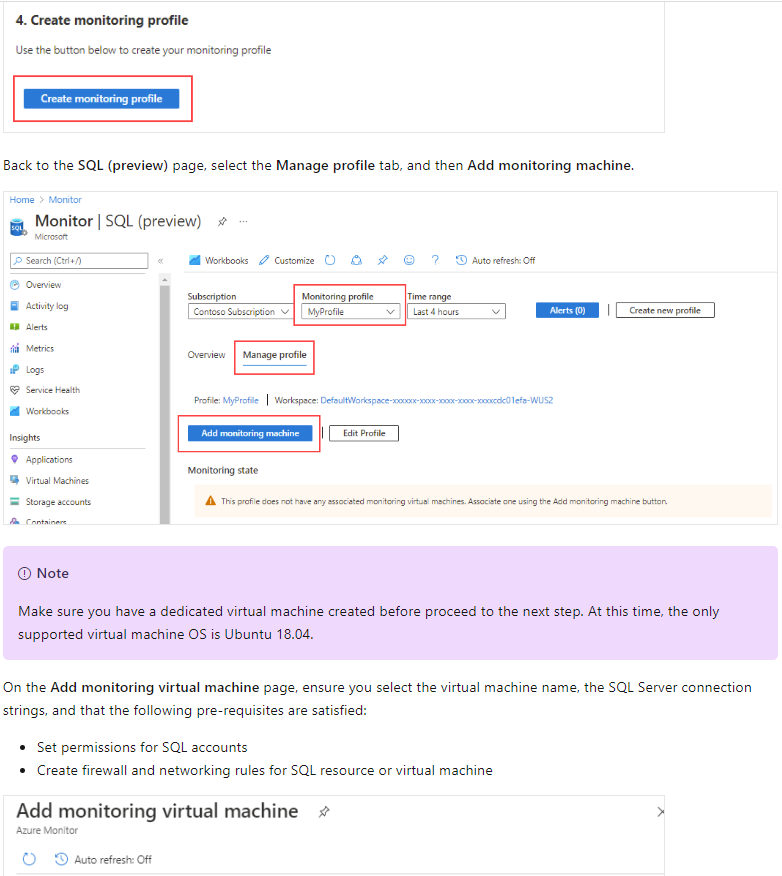 4. Create monitoring profile
Use the button below to create your monitoring profile
Create monitoring profile
Back to the SQL (preview) page, select the Manage profile tab, and then Add monitoring machine.
Home > Monitor
Monitor | SQL (preview)
Microsoft
Search (Ctrl+/)
Workbooks Customize ? Auto refresh: Off
Overview
Activity log
Alerts
Metrics
Logs
Service Health
Workbooks
Insights
Applications
Virtual Machines
Storage accounts
Containers
Subscription Monitoring profile Time range
Contoso Subscription MyProfile Last 4 hours Alerts (0) | Create new profile
Overview Manage profile
Profile: MyProfile | Workspace: DefaultWorkspace-xxxxxx-xxxx-xxxx-xxxx-xxxxcdc01efa-WUS2
Add monitoring machine | Edit Profile
Monitoring state
This profile does not have any associated monitoring virtual machines. Associate one using the Add monitoring machine button.
Note
Make sure you have a dedicated virtual machine created before proceed to the next step. At this time, the only
supported virtual machine OS is Ubuntu 18.04.
On the Add monitoring virtual machine page, ensure you select the virtual machine name, the SQL Server connection
strings, and that the following pre-requisites are satisfied:
• Set permissions for SQL accounts
• Create firewall and networking rules for SQL resource or virtual machine
Add monitoring virtual machine
Azure Monitor
Auto refresh: Off